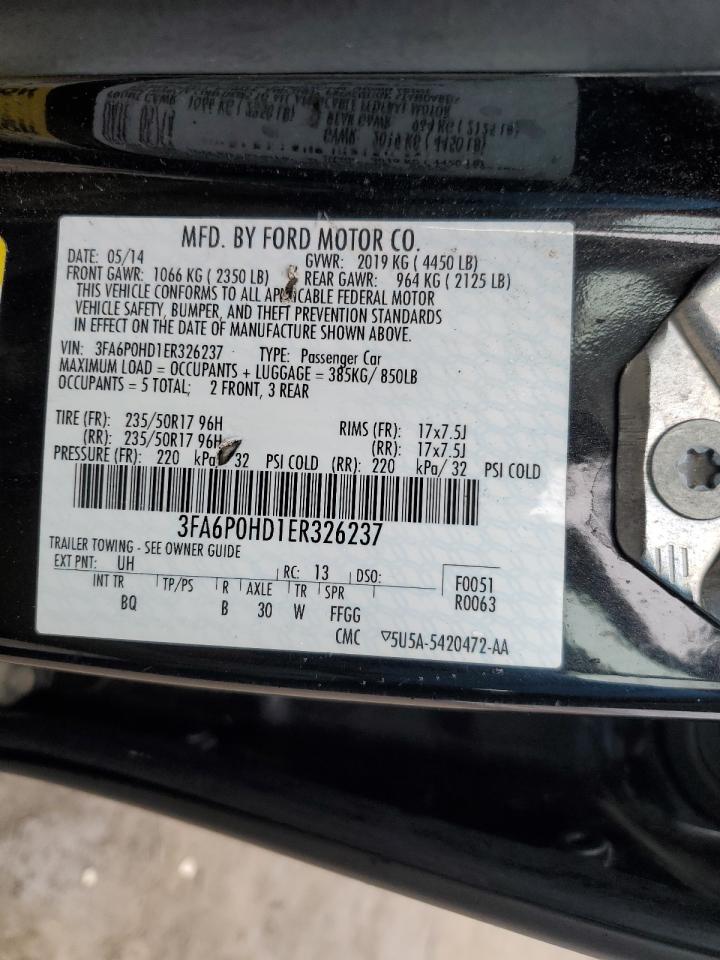 MFD. BY FORD MOTOR CO.
DATE: 05/14 GVWR: 2019 KG ( 4450 LB)
FRONT GAWR: 1066 KG ( 2350 LB) REAR GAWR: 964 KG ( 2125 LB)
THIS VEHICLE CONFORMS TO ALL APPLICABLE FEDERAL MOTOR
VEHICLE SAFETY, BUMPER, AND THEFT PREVENTION STANDARDS
IN EFFECT ON THE DATE OF MANUFACTURE SHOWN ABOVE.
VIN: 3FA6P0HD1ER326237 TYPE: Passenger Car
MAXIMUM LOAD = OCCUPANTS + LUGGAGE = 385KG/ 850LB
OCCUPANTS = 5 TOTAL; 2 FRONT, 3 REAR
TIRE (FR): 235/50R17 96H RIMS (FR): 17x7.5J
(RR): 235/50R17 96H (RR): 17x7.5J
PRESSURE (FR): 220 kPa/ 32 PSI COLD (RR): 220 kPa/ 32 PSI COLD
3FA6P0HD1ER326237
TRAILER TOWING - SEE OWNER GUIDE
EXT PNT: UH RC: 13 DSO: F0051
INT TR TP/PS R AXLE TR SPR R0063
BQ B 30 W FFGG
CMC ▽5U5A-5420472-AA